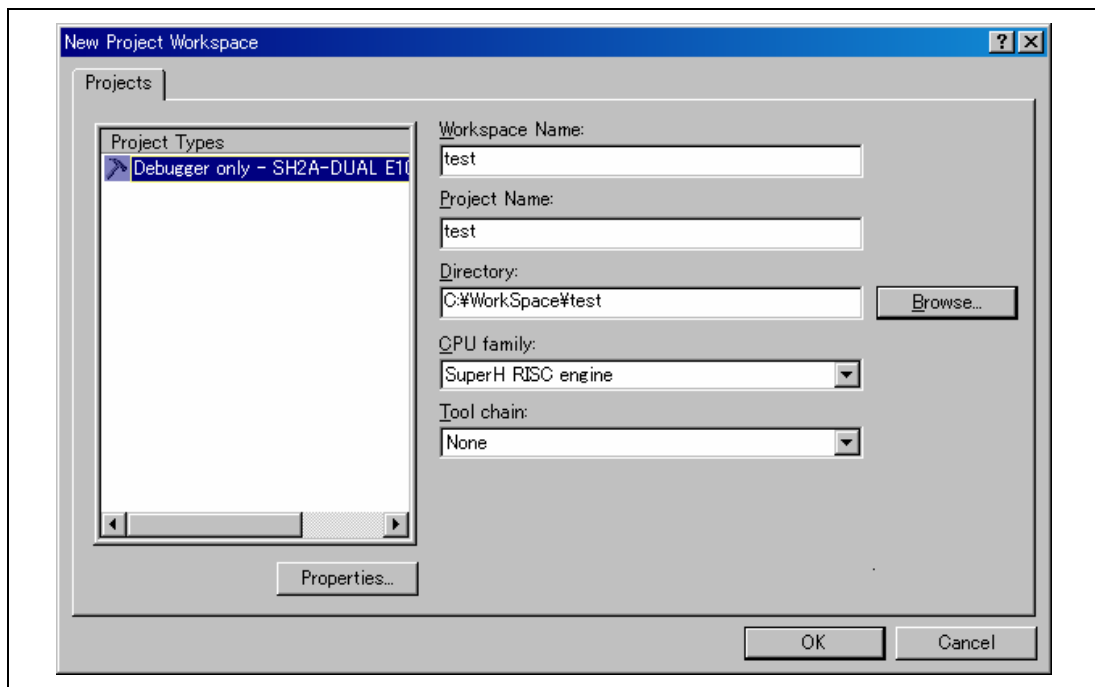 New Project Workspace
Projects
Project Types
Debugger only - SH2A-DUAL
Workspace Name:
test
Project Name:
test
Directory:
C:¥WorkSpace¥test
Browse...
CPU family:
SuperH RISC engine
Tool chain:
None
Properties...
OK
Cancel